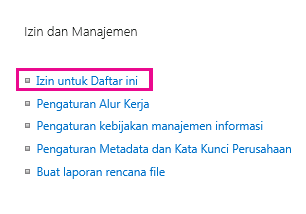 Izin dan Manajemen
Izin untuk Daftar ini
Pengaturan Alur Kerja
Pengaturan kebijakan manajemen informasi
Pengaturan Metadata dan Kata Kunci Perusahaan
Buat laporan rencana file